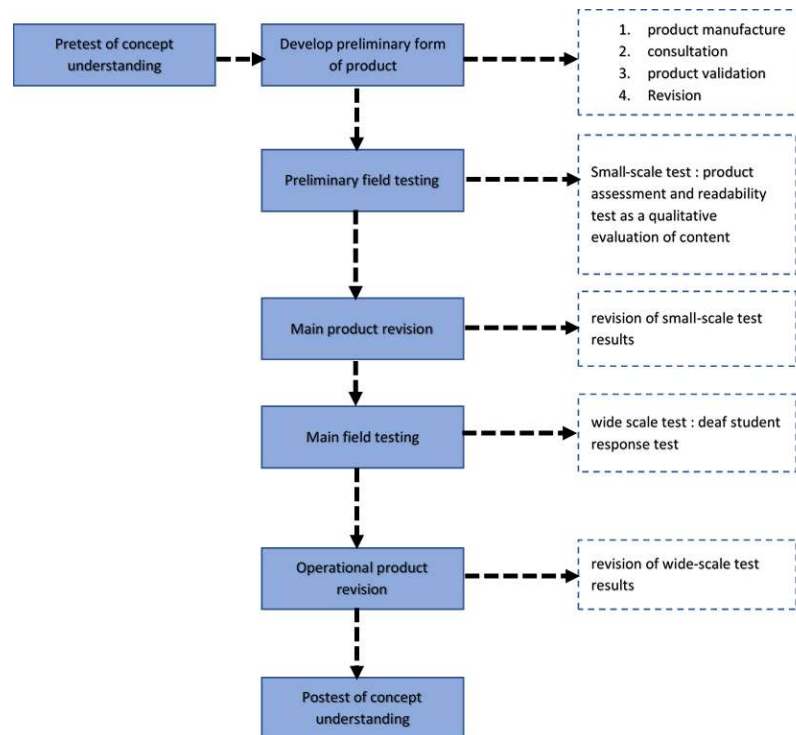 Pretest of concept
understanding
Develop preliminary form
of product
1. product manufacture
2. consultation
3. product validation
4. Revision
Preliminary field testing
Small-scale test : product
assessment and readability
test as a qualitative
evaluation of content
Main product revision
revision of small-scale test
results
Main field testing
wide scale test : deaf student
response test
Operational product
revision
revision of wide-scale test
results
Postest of concept
understanding